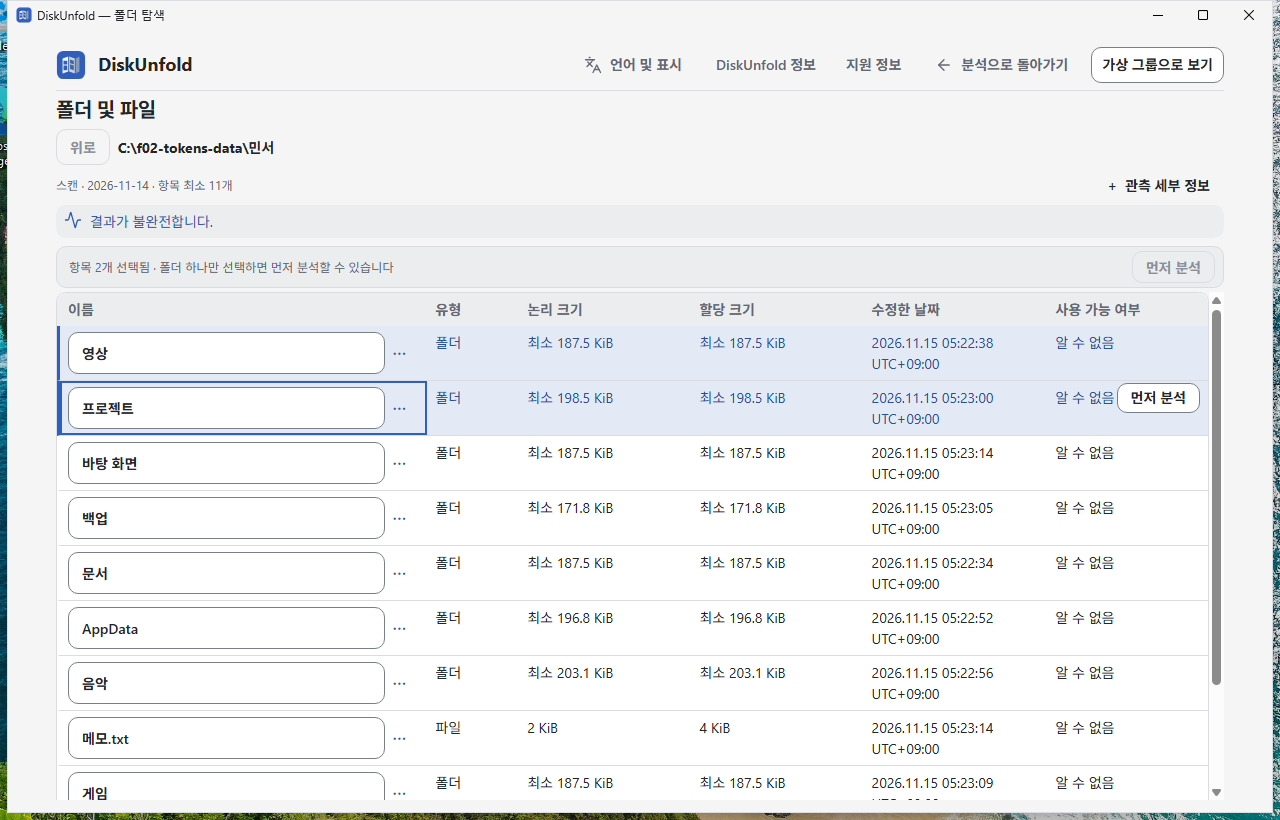 DiskUnfold — 폴더 탐색
DiskUnfold
언어 및 표시
DiskUnfold 정보
지원 정보
← 분석으로 돌아가기
가상 그룹으로 보기
폴더 및 파일
위로
C:\f02-tokens-data\민서
스캔 · 2026-11-14 · 항목 최소 11개
+ 관측 세부 정보
결과가 불완전합니다.
항목 2개 선택됨 · 폴더 하나만 선택하면 먼저 분석할 수 있습니다
먼저 분석
이름 유형 논리 크기 할당 크기 수정한 날짜 사용 가능 여부
영상 ... 폴더 최소 187.5 KiB 최소 187.5 KiB 2026.11.15 05:22:38 알 수 없음
UTC+09:00
프로젝트 ... 폴더 최소 198.5 KiB 최소 198.5 KiB 2026.11.15 05:23:00 알 수 없음 먼저 분석
UTC+09:00
바탕 화면 ... 폴더 최소 187.5 KiB 최소 187.5 KiB 2026.11.15 05:23:14 알 수 없음
UTC+09:00
백업 ... 폴더 최소 171.8 KiB 최소 171.8 KiB 2026.11.15 05:23:05 알 수 없음
UTC+09:00
문서 ... 폴더 최소 187.5 KiB 최소 187.5 KiB 2026.11.15 05:22:34 알 수 없음
UTC+09:00
AppData ... 폴더 최소 196.8 KiB 최소 196.8 KiB 2026.11.15 05:22:52 알 수 없음
UTC+09:00
음악 ... 폴더 최소 203.1 KiB 최소 203.1 KiB 2026.11.15 05:22:56 알 수 없음
UTC+09:00
메모.txt ... 파일 2 KiB 4 KiB 2026.11.15 05:23:14 알 수 없음
UTC+09:00
게임 ... 폴더 최소 187.5 KiB 최소 187.5 KiB 2026.11.15 05:23:09 알 수 없음